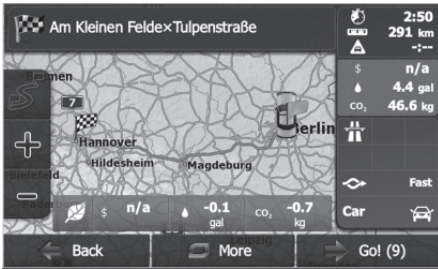 Am Kleinen Felde×Tulpenstraße
2:50
291 km
-:--
$ n/a
4.4 gal
CO₂ 46.6 kg
Fast
Car
7
Hannover
Hildesheim
Magdeburg
Berlin
$ n/a
-0.1 gal
CO₂ -0.7 kg
Back
More
Go! (9)